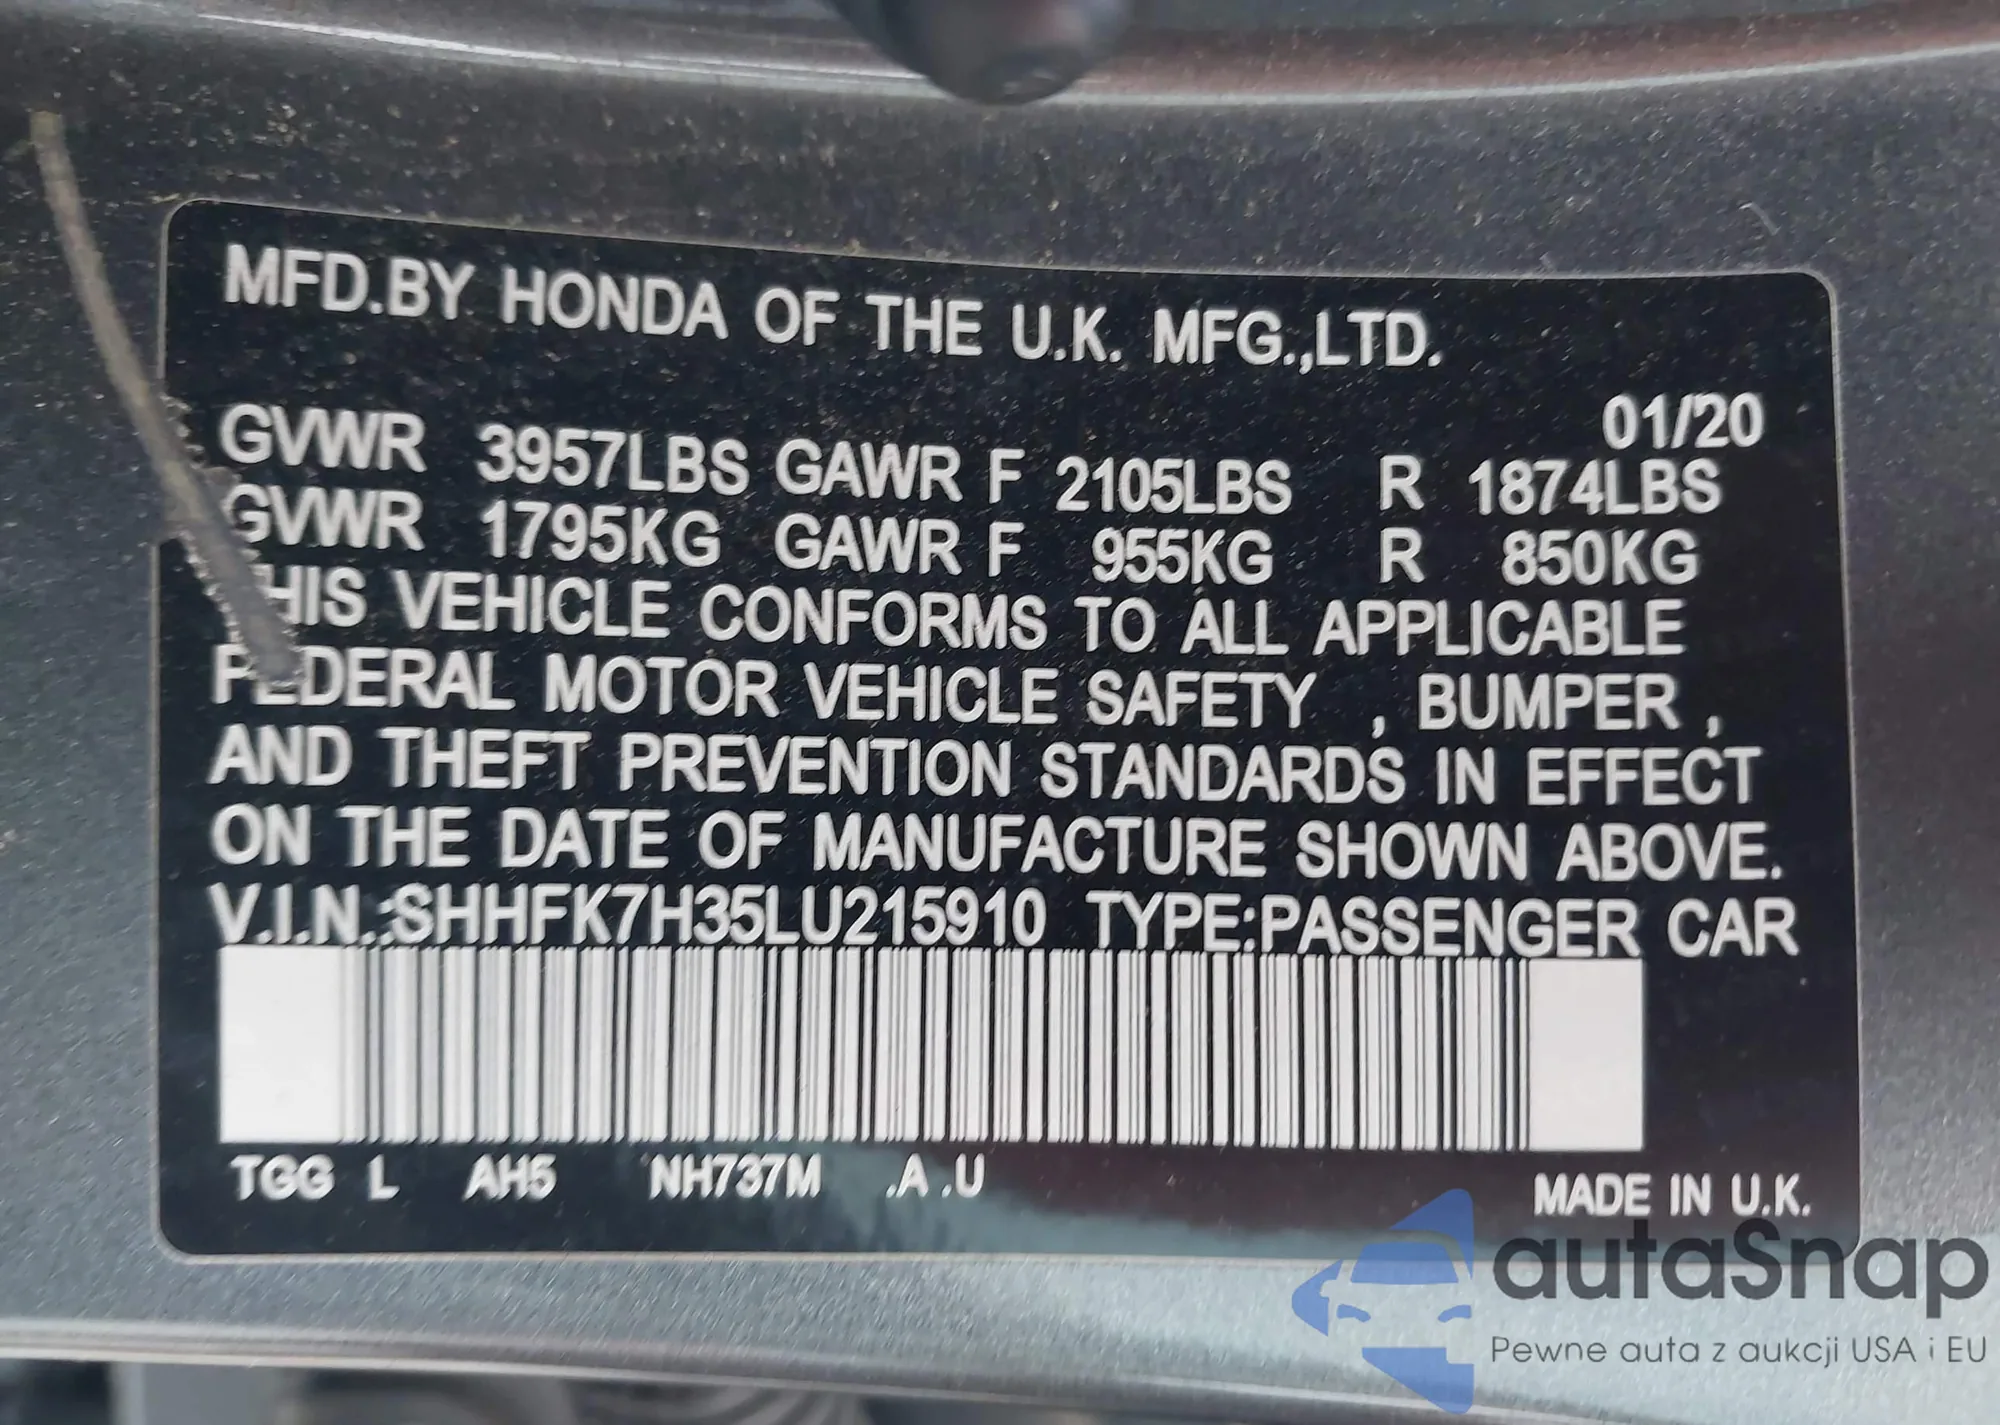 MFD.BY HONDA OF THE U.K. MFG.,LTD.
01/20
GVWR 3957LBS GAWR F 2105LBS R 1874LBS
GVWR 1795KG GAWR F 955KG R 850KG
THIS VEHICLE CONFORMS TO ALL APPLICABLE
FEDERAL MOTOR VEHICLE SAFETY , BUMPER ,
AND THEFT PREVENTION STANDARDS IN EFFECT
ON THE DATE OF MANUFACTURE SHOWN ABOVE.
V.I.N.:SHHFK7H35LU215910 TYPE:PASSENGER CAR
TGG L AH5 NH737M .A .U
MADE IN U.K.
autaSnap
Pewne auta z aukcji USA i EU